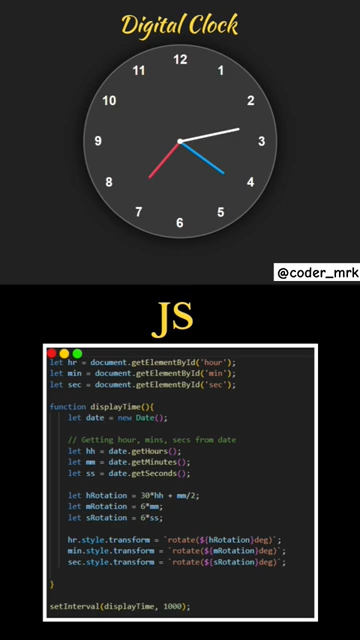 Digital Clock
12
11
1
10
2
9
3
8
4
7
5
6
@coder_mrk
JS
let hr = document.getElementById('hour');
let min = document.getElementById('min');
let sec = document.getElementById('sec');
function displayTime(){
let date = new Date();
// Getting hour, mins, secs from date
let hh = date.getHours();
let mm = date.getMinutes();
let ss = date.getSeconds();
let hRotation = 30*hh + mm/2;
let mRotation = 6*mm;
let sRotation = 6*ss;
hr.style.transform = `rotate(${hRotation}deg)`;
min.style.transform = `rotate(${mRotation}deg)`;
sec.style.transform = `rotate(${sRotation}deg)`;
}
setInterval(displayTime, 1000);